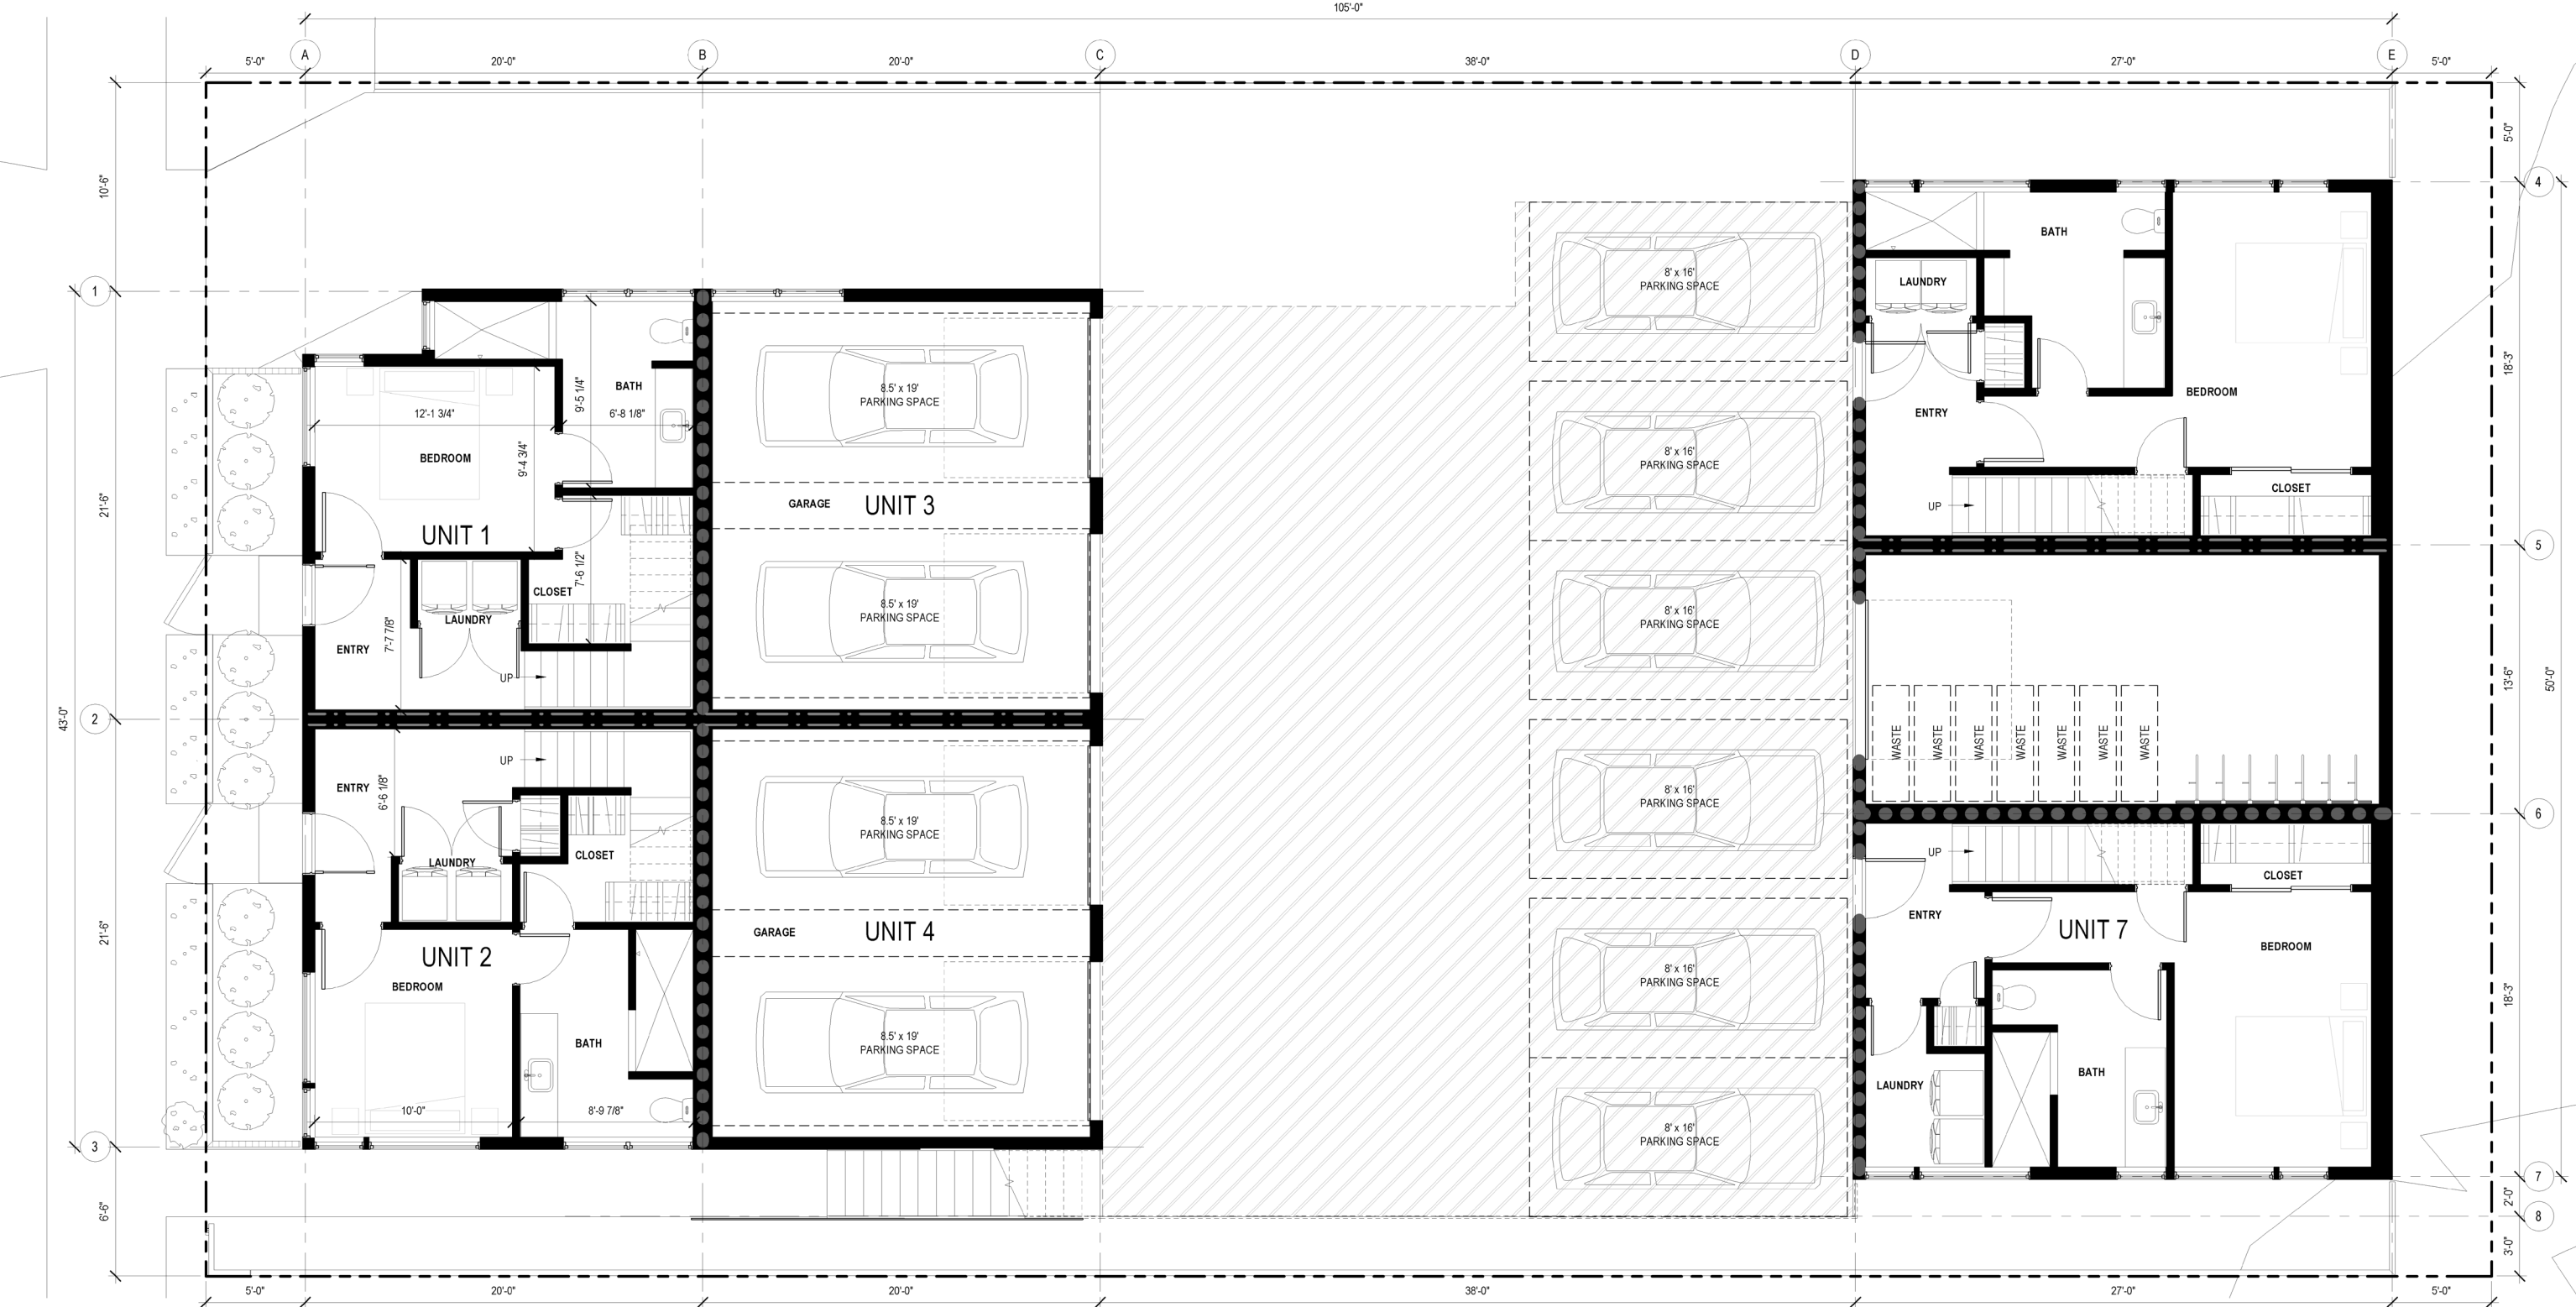 105'-0"
A
B
C
D
E
5'-0"
20'-0"
20'-0"
38'-0"
27'-0"
5'-0"
10'-6"
21'-6"
21'-6"
6'-6"
43'-0"
1
2
3
12'-1 3/4"
9'-4 3/4"
9'-5 1/4"
BATH
6'-8 1/8"
BEDROOM
UNIT 1
7'-6 1/2"
CLOSET
LAUNDRY
7'-7 7/8"
ENTRY
UP
UP
ENTRY
6'-6 1/8"
LAUNDRY
CLOSET
UNIT 2
BEDROOM
BATH
10'-0"
8'-9 7/8"
8.5' x 19'
PARKING SPACE
GARAGE
UNIT 3
8.5' x 19'
PARKING SPACE
8.5' x 19'
PARKING SPACE
GARAGE
UNIT 4
8.5' x 19'
PARKING SPACE
8' x 16'
PARKING SPACE
8' x 16'
PARKING SPACE
8' x 16'
PARKING SPACE
8' x 16'
PARKING SPACE
8' x 16'
PARKING SPACE
8' x 16'
PARKING SPACE
BATH
LAUNDRY
BEDROOM
ENTRY
CLOSET
UP
WASTE
WASTE
WASTE
WASTE
WASTE
WASTE
WASTE
UP
CLOSET
ENTRY
UNIT 7
BEDROOM
LAUNDRY
BATH
5'-0"
18'-3"
13'-6"
18'-3"
2'-0"
3'-0"
50'-0"
4
5
6
7
8
5'-0"
20'-0"
20'-0"
38'-0"
27'-0"
5'-0"